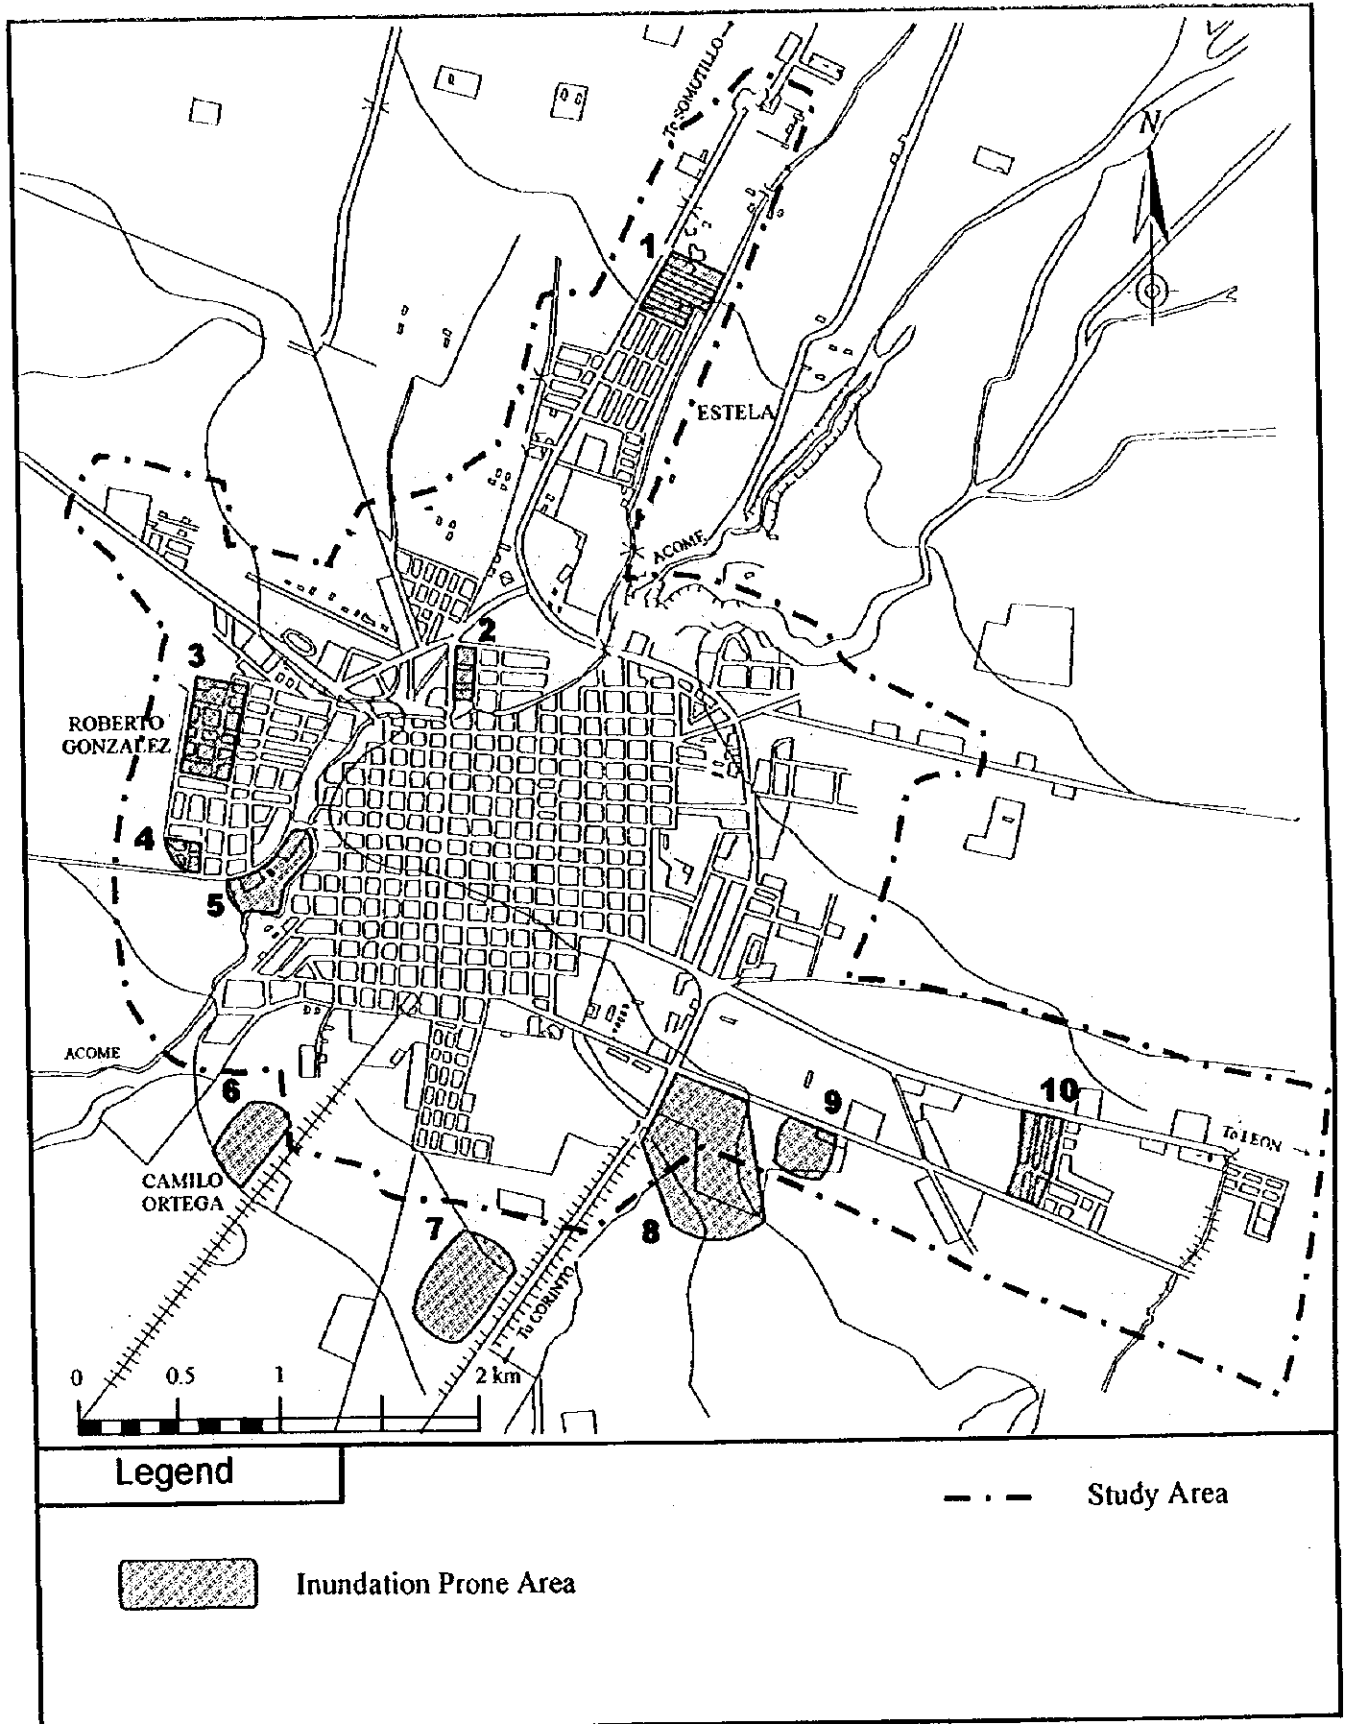 To SOMOTILLO
N
1
ESTELA
ACOME
2
3
ROBERTO
GONZALEZ
4
5
ACOME
6
10
9
To LEON
CAMILO
ORTEGA
7
8
To CORINTO
0 0.5 1 2 km
Legend
Study Area
Inundation Prone Area